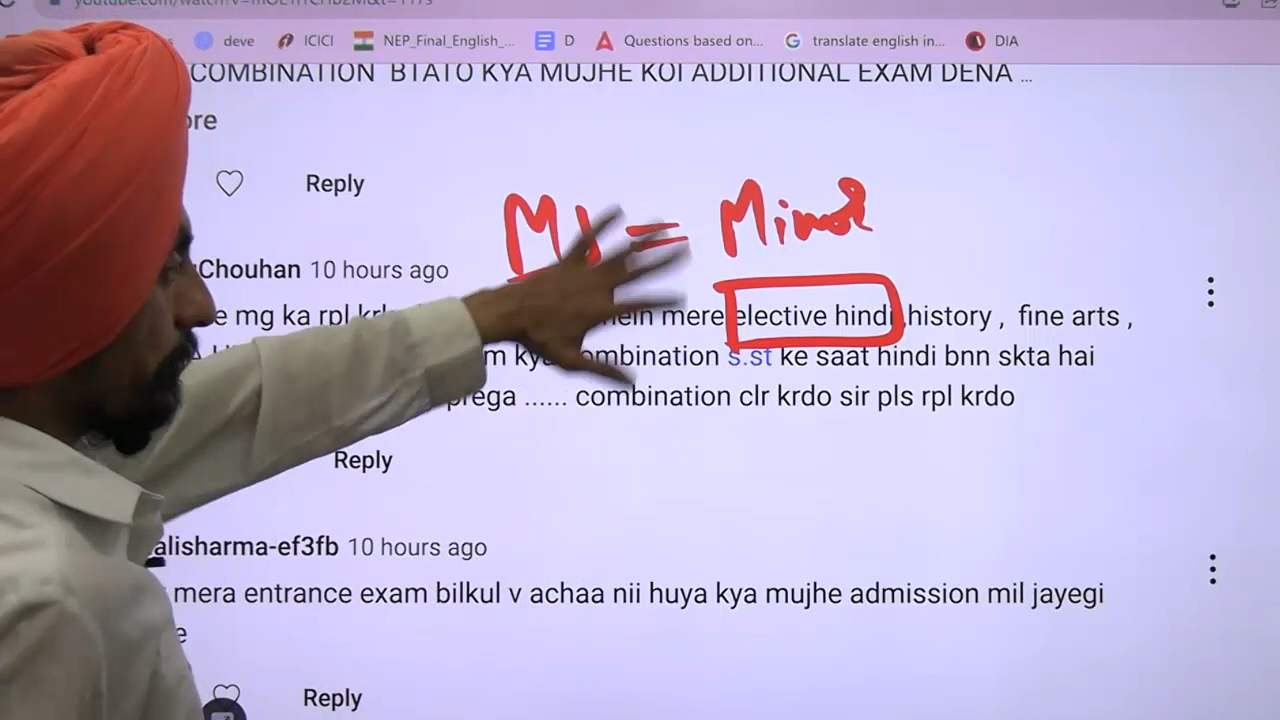 deve ICICI NEP_Final_English_... D Questions based on... translate english in... DIA
COMBINATION BTATO KYA MUJHE KOI ADDITIONAL EXAM DENA ...
Reply
= Minor
Chouhan 10 hours ago
mg ka rpl mere elective hindi ,history , fine arts ,
combination s.st ke saat hindi bnn skta hai
prega ...... combination clr krdo sir pls rpl krdo
Reply
alisharma-ef3fb 10 hours ago
mera entrance exam bilkul v achaa nii huya kya mujhe admission mil jayegi
Reply